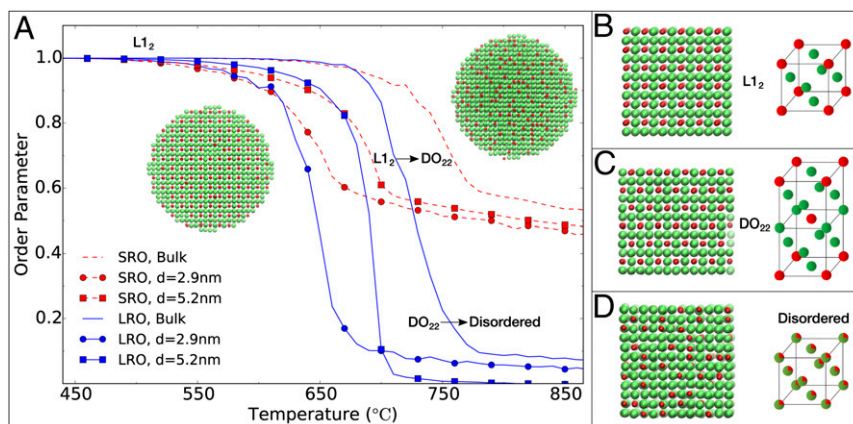 A
L1₂
1.0
0.8
0.6
0.4
0.2
Order Parameter
L1₂ → DO₂₂
DO₂₂ → Disordered
SRO, Bulk
SRO, d=2.9nm
SRO, d=5.2nm
LRO, Bulk
LRO, d=2.9nm
LRO, d=5.2nm
450 550 650 750 850
Temperature (°C)
B
L1₂
C
DO₂₂
D
Disordered